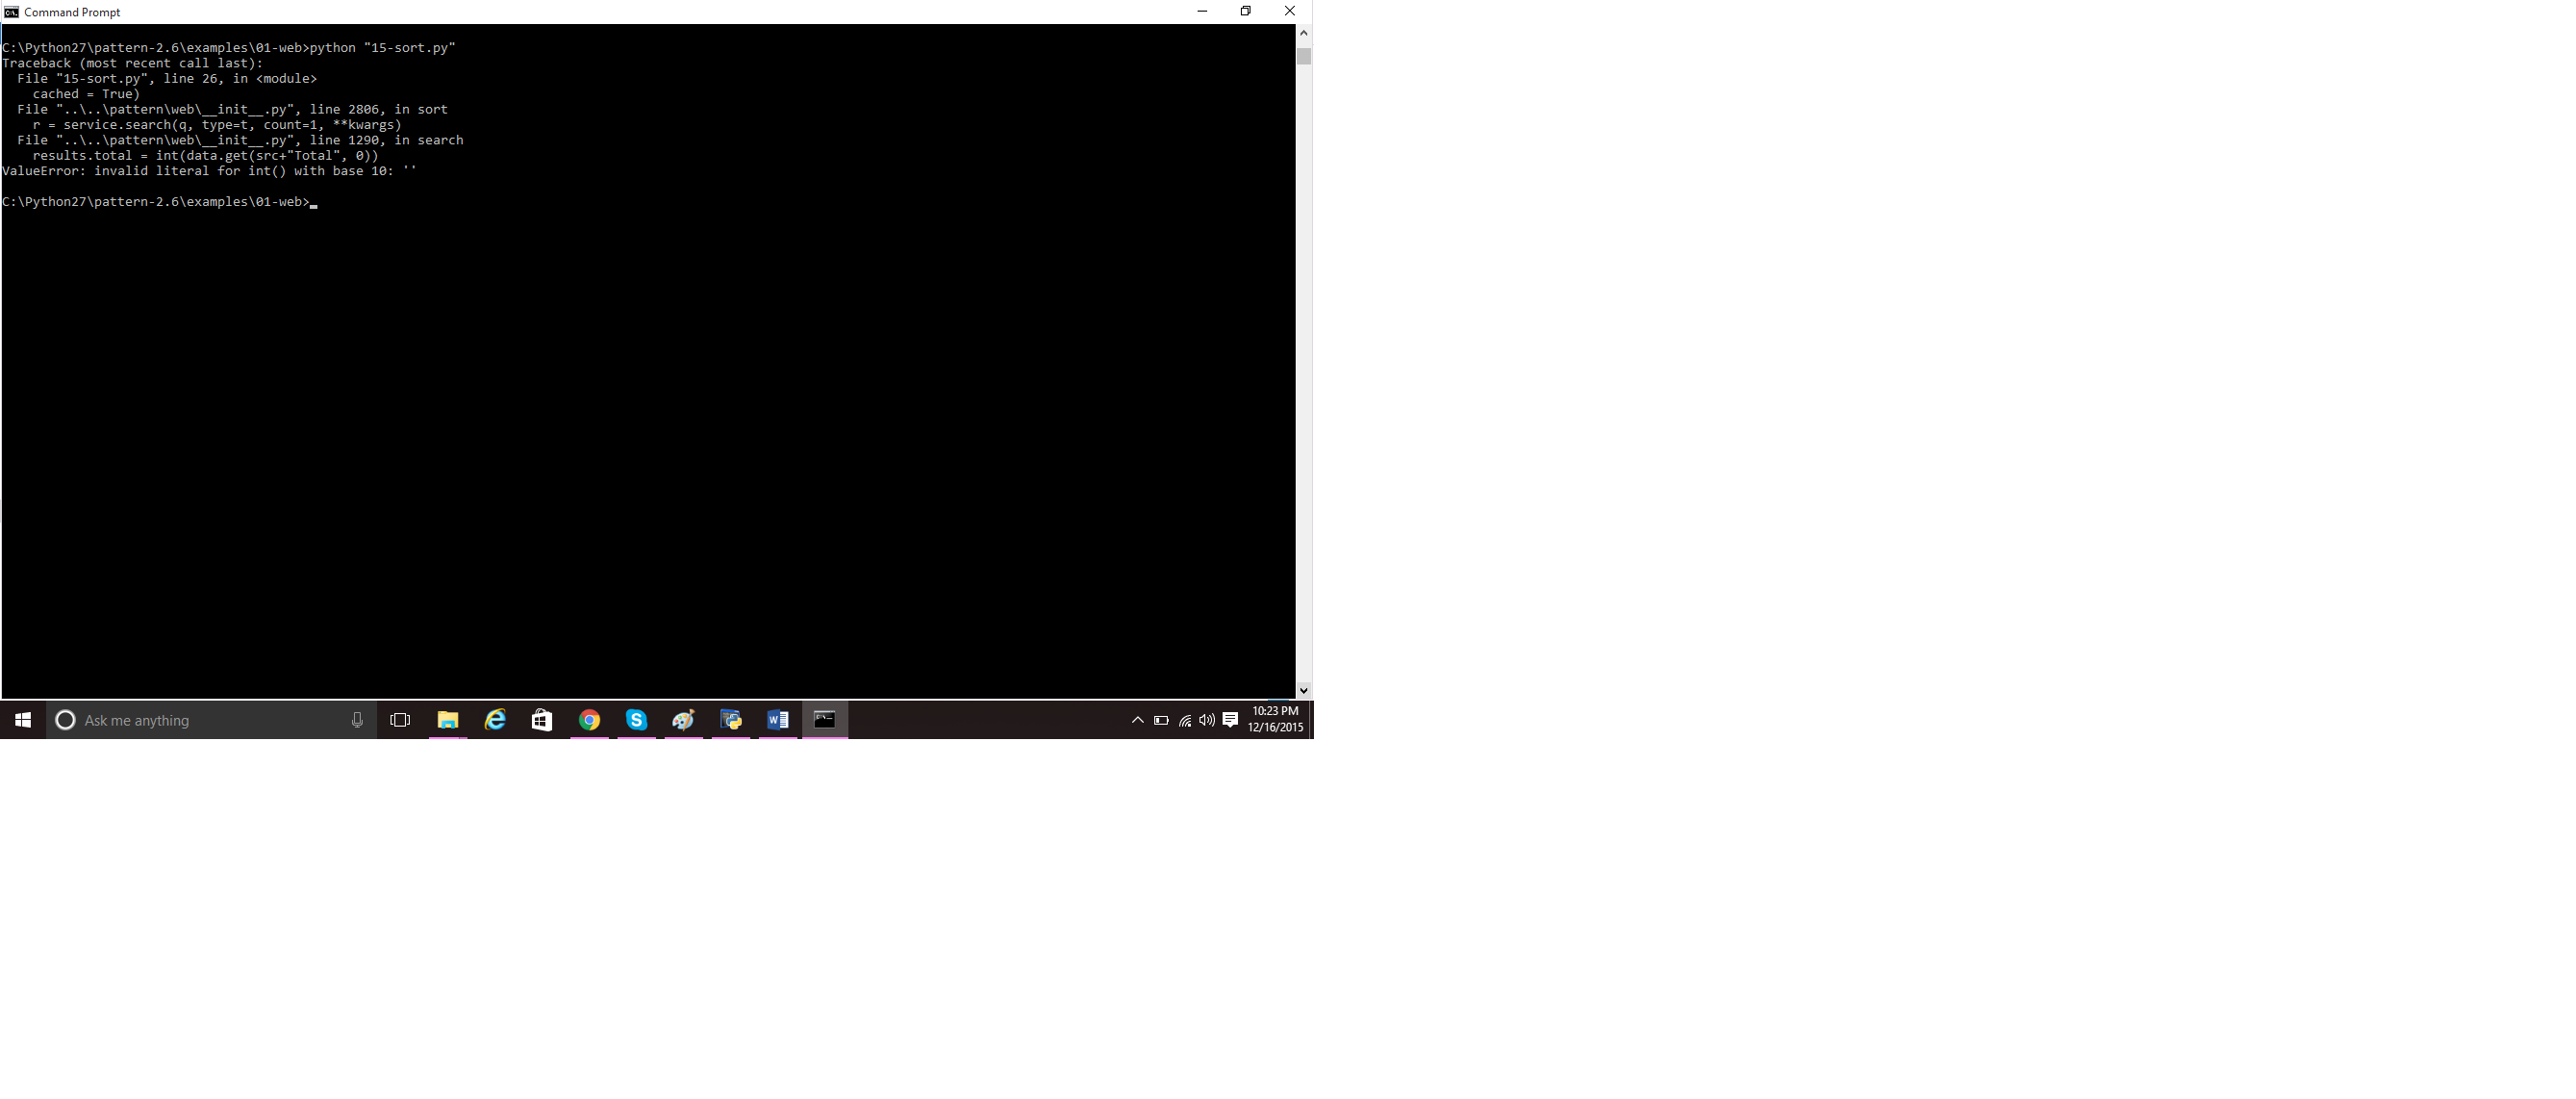 Command Prompt
C:\Python27\pattern-2.6\examples\01-web>python "15-sort.py"
Traceback (most recent call last):
  File "15-sort.py", line 26, in <module>
    cached = True)
  File "..\..\pattern\web\__init__.py", line 2806, in sort
    r = service.search(q, type=t, count=1, **kwargs)
  File "..\..\pattern\web\__init__.py", line 1290, in search
    results.total = int(data.get(src+"Total", 0))
ValueError: invalid literal for int() with base 10: ''
C:\Python27\pattern-2.6\examples\01-web>
Ask me anything
10:23 PM
12/16/2015